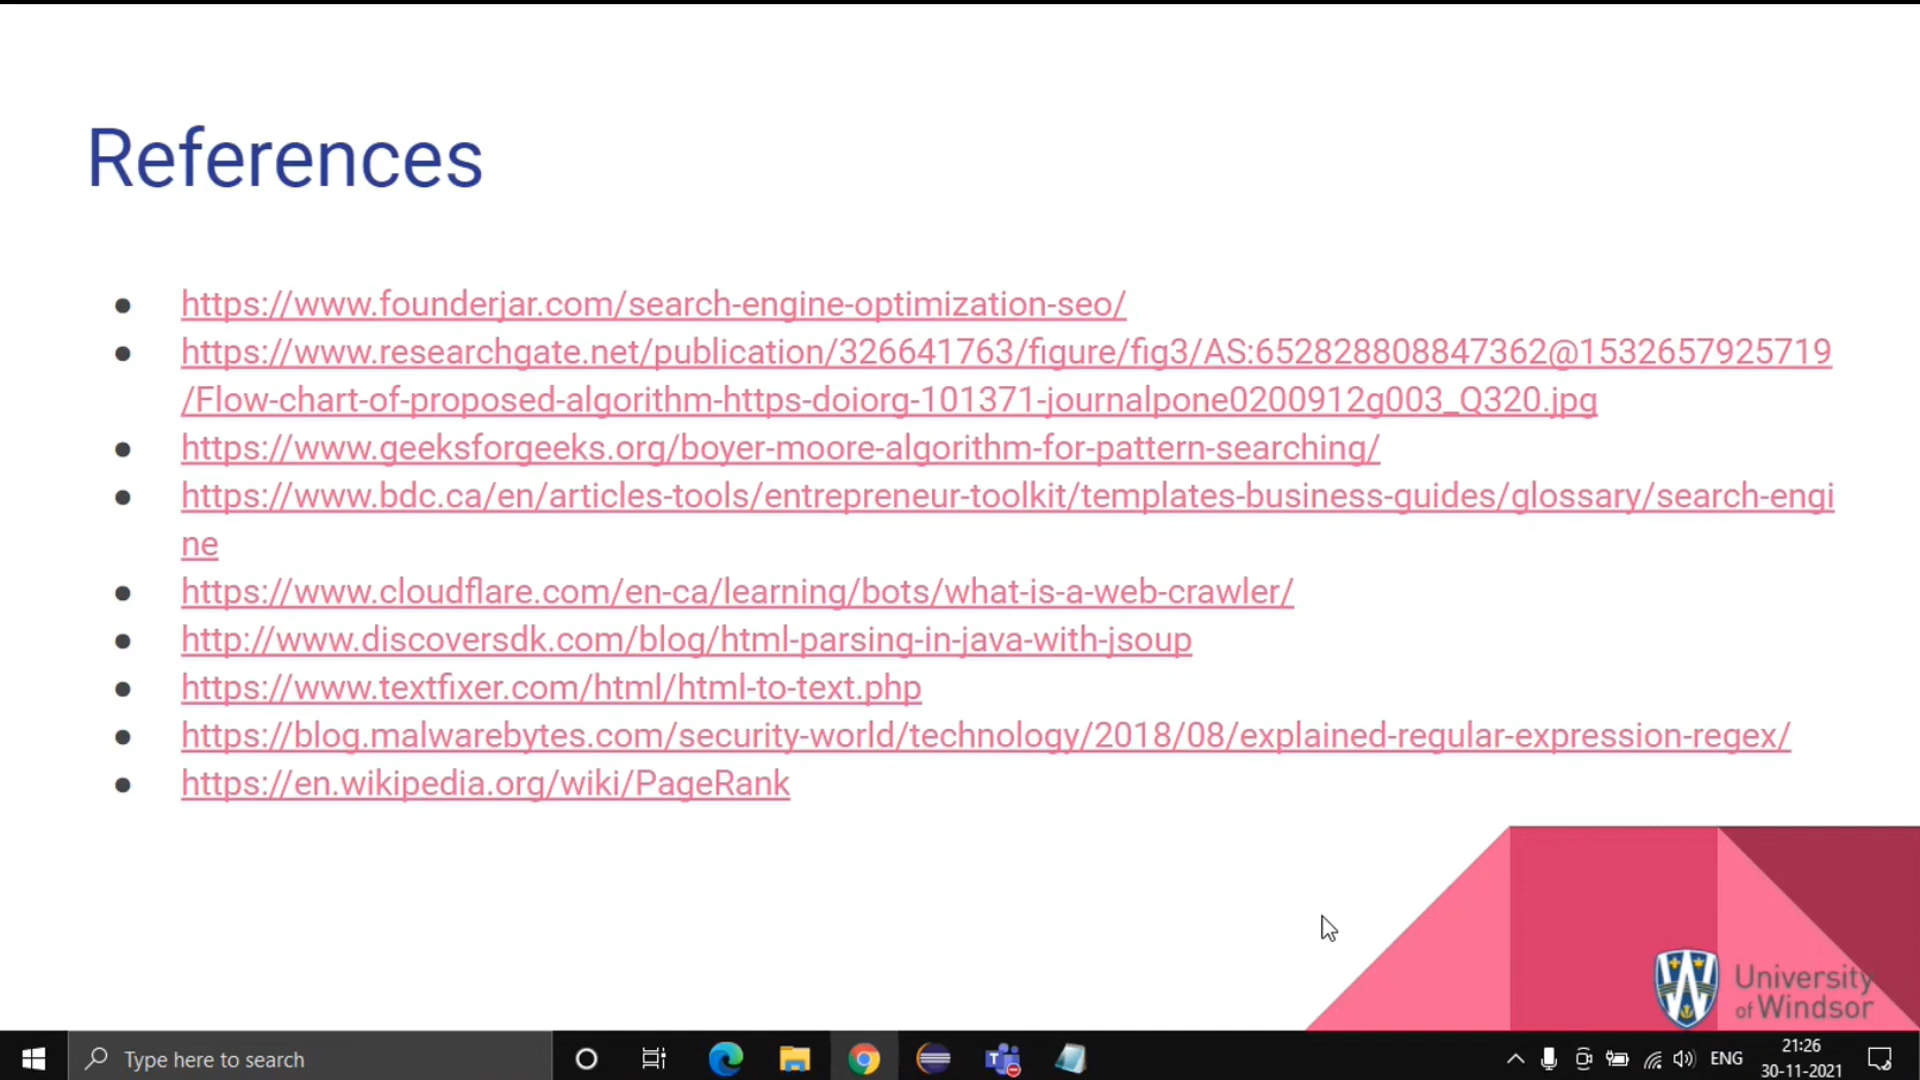 References
● https://www.founderjar.com/search-engine-optimization-seo/
● https://www.researchgate.net/publication/326641763/figure/fig3/AS:652828808847362@1532657925719
/Flow-chart-of-proposed-algorithm-https-doiorg-101371-journalpone0200912g003_Q320.jpg
● https://www.geeksforgeeks.org/boyer-moore-algorithm-for-pattern-searching/
● https://www.bdc.ca/en/articles-tools/entrepreneur-toolkit/templates-business-guides/glossary/search-engi
ne
● https://www.cloudflare.com/en-ca/learning/bots/what-is-a-web-crawler/
● http://www.discoversdk.com/blog/html-parsing-in-java-with-jsoup
● https://www.textfixer.com/html/html-to-text.php
● https://blog.malwarebytes.com/security-world/technology/2018/08/explained-regular-expression-regex/
● https://en.wikipedia.org/wiki/PageRank
University
of Windsor
Type here to search
ENG
21:26
30-11-2021